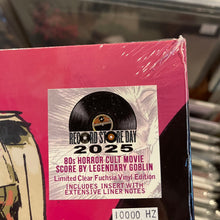 RECORD STORE DAY
2025
80s HORROR CULT MOVIE
SCORE BY LEGENDARY GOBLIN
Limited Clear Fuchsia Vinyl Edition
INCLUDES INSERT WITH
EXTENSIVE LINER NOTES
10000 HZ